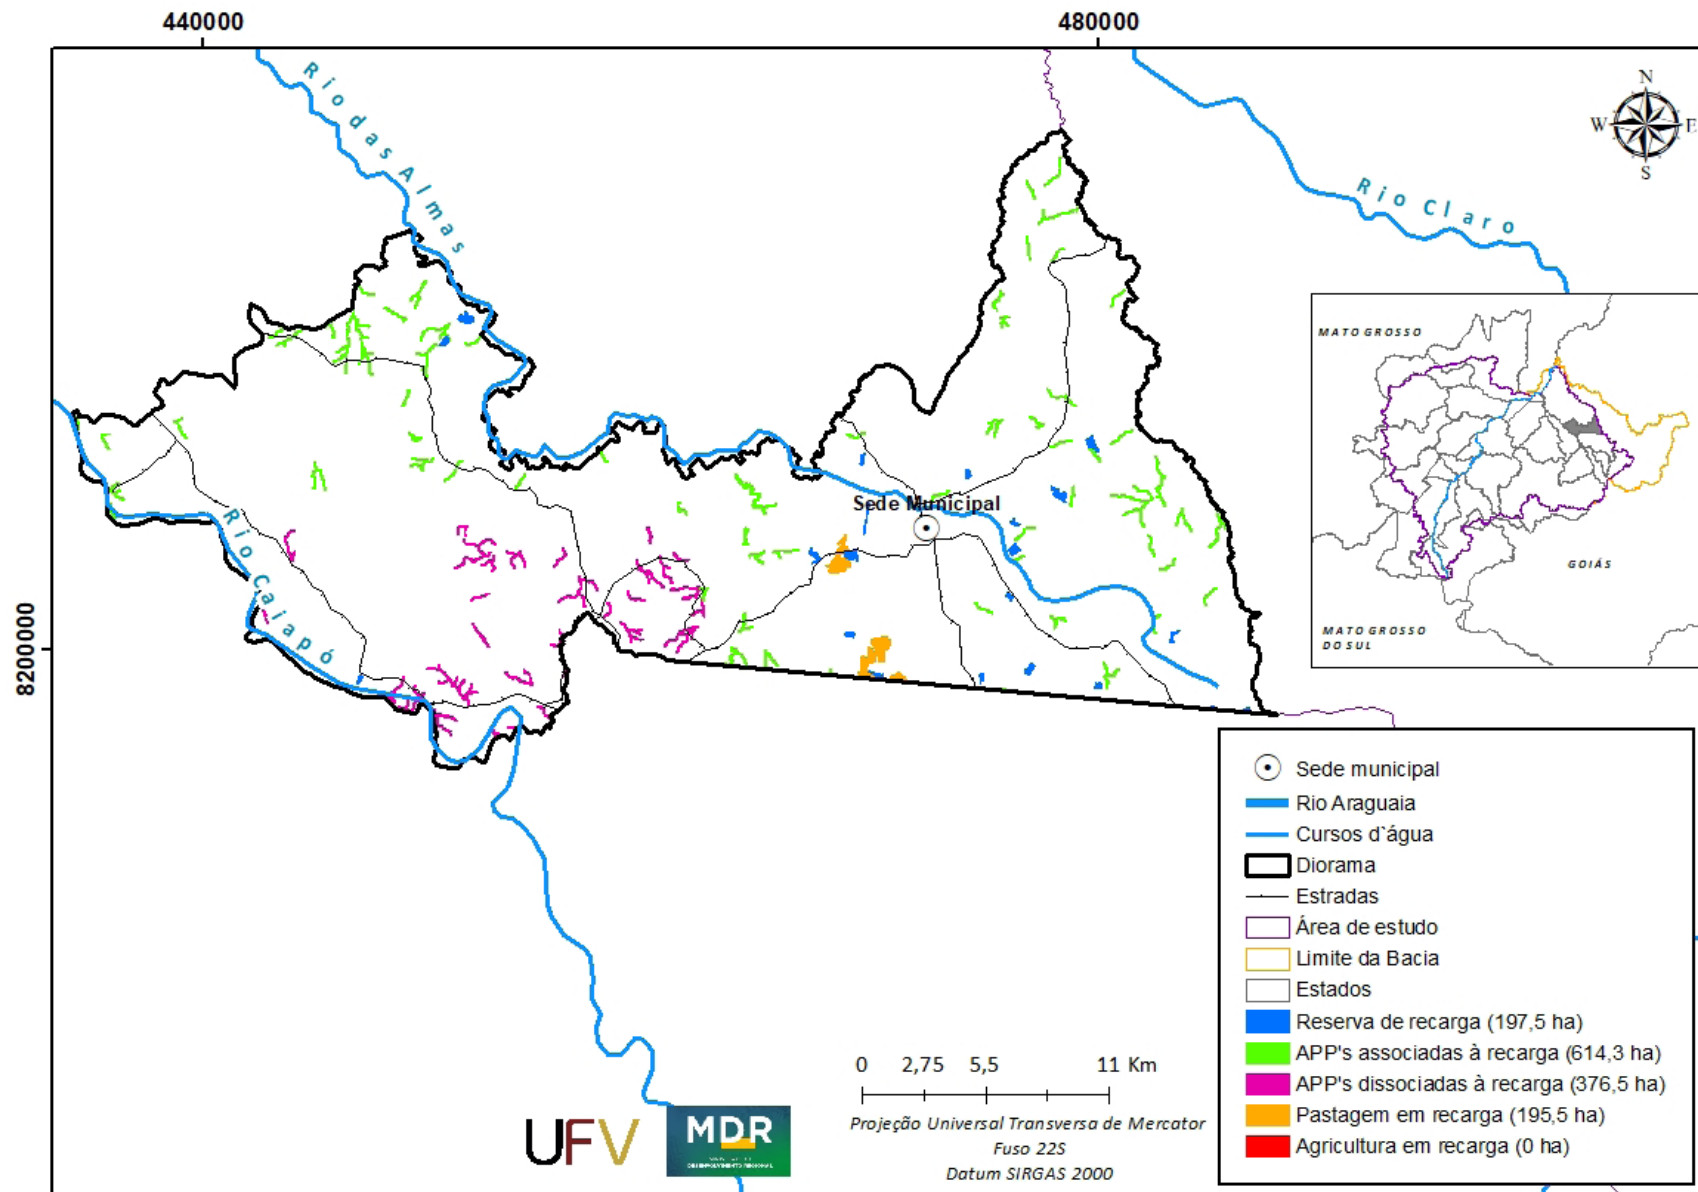 440000
480000
8200000
Rio das Almas
Rio Claro
Rio Caiapó
Sede Municipal
N
W
E
S
MATO GROSSO
GOIÁS
MATO GROSSO
DO SUL
Sede municipal
Rio Araguaia
Cursos d`água
Diorama
Estradas
Área de estudo
Limite da Bacia
Estados
Reserva de recarga (197,5 ha)
APP's associadas à recarga (614,3 ha)
APP's dissociadas à recarga (376,5 ha)
Pastagem em recarga (195,5 ha)
Agricultura em recarga (0 ha)
0 2,75 5,5 11 Km
Projeção Universal Transversa de Mercator
Fuso 22S
Datum SIRGAS 2000
UFV
MDR
DESENVOLVIMENTO REGIONAL